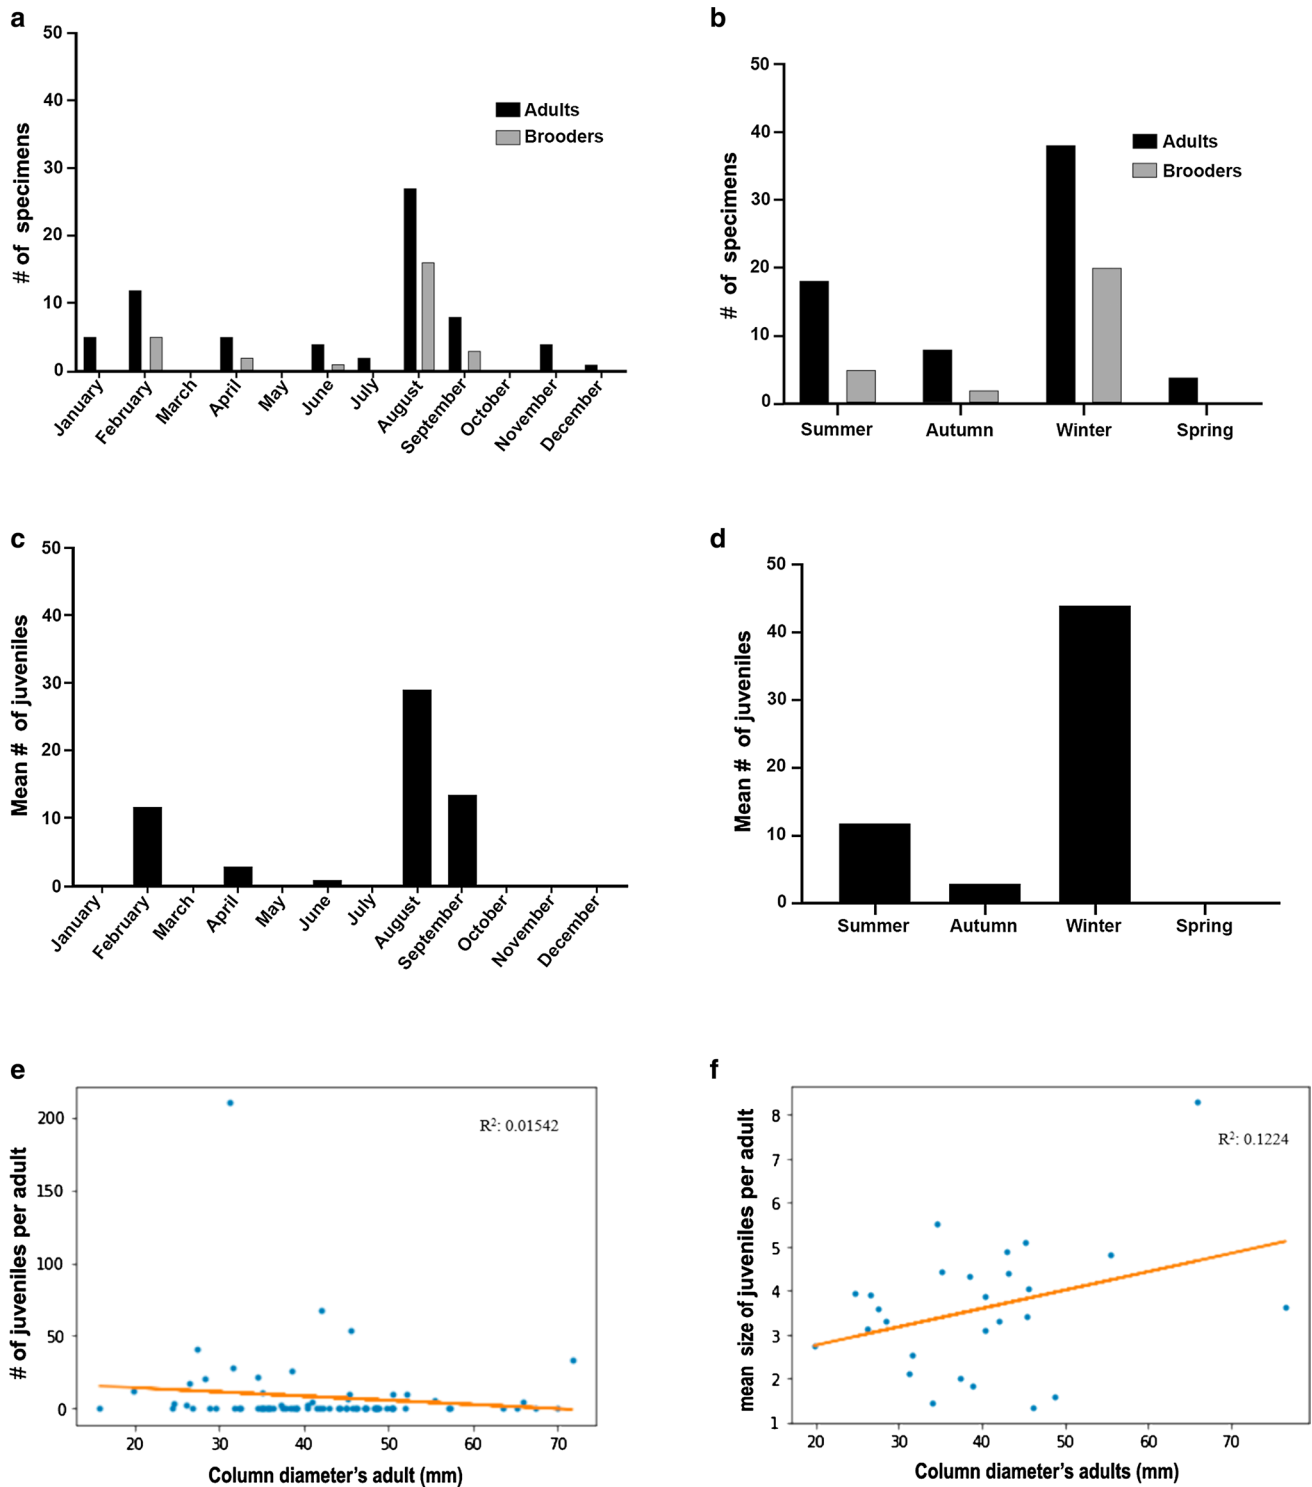 a
50
40
30
20
10
0
# of specimens
Adults
Brooders
January
February
March
April
May
June
July
August
September
October
November
December
b
50
40
30
20
10
0
# of specimens
Adults
Brooders
Summer
Autumn
Winter
Spring
c
50
40
30
20
10
0
Mean # of juveniles
January
February
March
April
May
June
July
August
September
October
November
December
d
50
40
30
20
10
0
Mean # of juveniles
Summer
Autumn
Winter
Spring
e
200
150
100
50
0
# of juveniles per adult
R²: 0.01542
20 30 40 50 60 70
Column diameter's adult (mm)
f
8
7
6
5
4
3
2
1
mean size of juveniles per adult
R²: 0.1224
20 30 40 50 60 70
Column diameter's adults (mm)